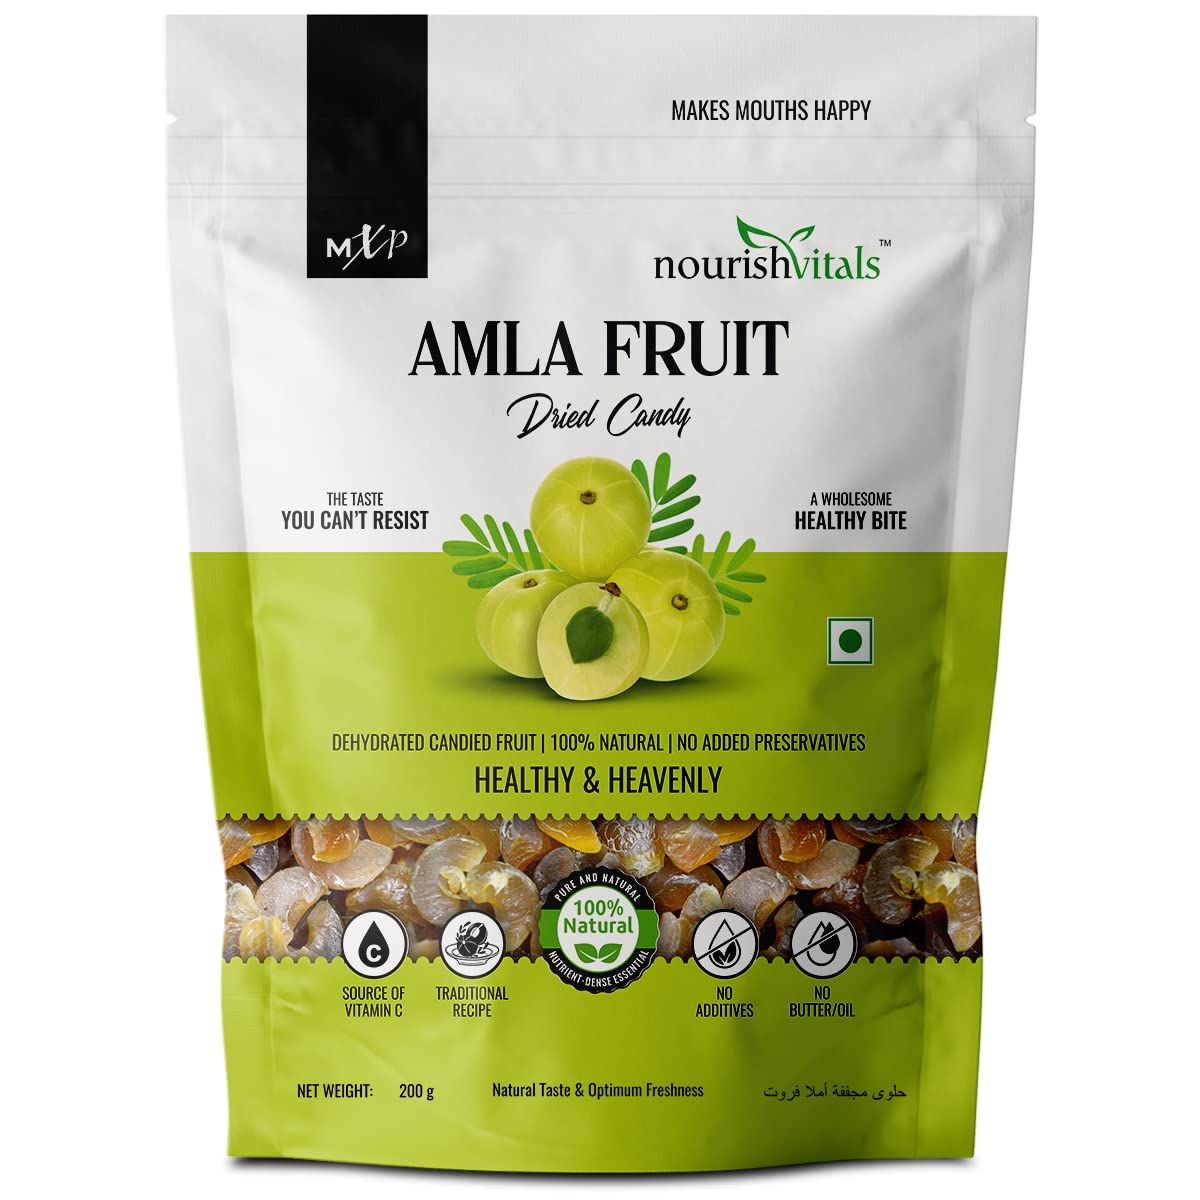 MAKES MOUTHS HAPPY
MXP
nourishvitals™
AMLA FRUIT
Dried Candy
THE TASTE
YOU CAN'T RESIST
A WHOLESOME
HEALTHY BITE
DEHYDRATED CANDIED FRUIT | 100% NATURAL | NO ADDED PRESERVATIVES
HEALTHY & HEAVENLY
PURE AND NATURAL
100%
Natural
NUTRIENT-DENSE ESSENTIAL
C
SOURCE OF
VITAMIN C
TRADITIONAL
RECIPE
NO
ADDITIVES
NO
BUTTER/OIL
NET WEIGHT: 200 g
Natural Taste & Optimum Freshness
حلوى مجففة أملا فروت